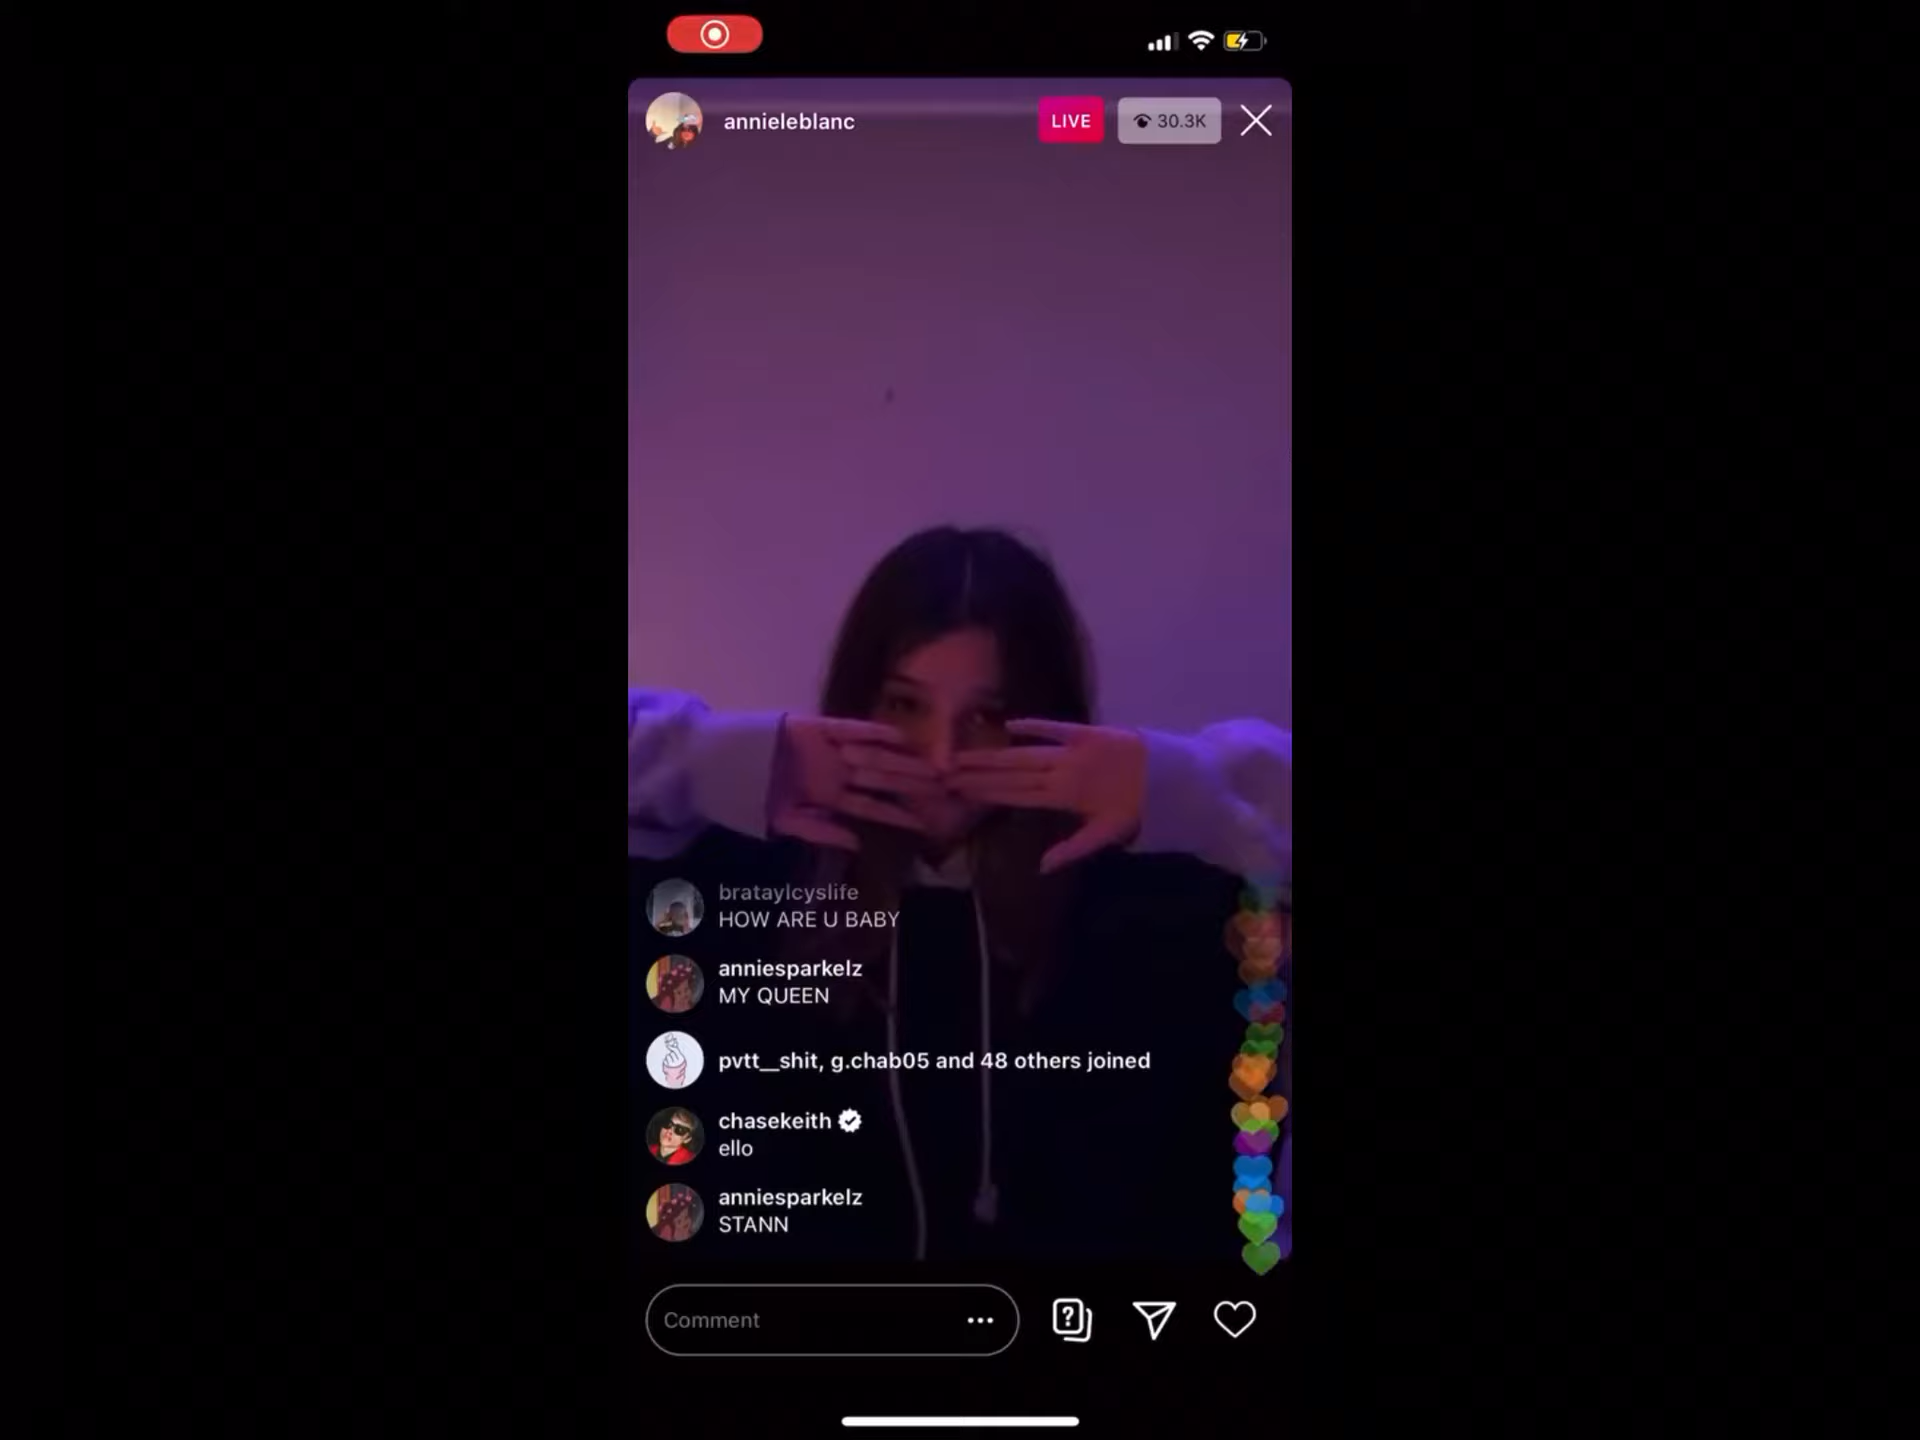 annieleblanc
LIVE
30.3K
brataylcyslife
HOW ARE U BABY
anniesparkelz
MY QUEEN
pvtt__shit, g.chab05 and 48 others joined
chasekeith
ello
anniesparkelz
STANN
Comment